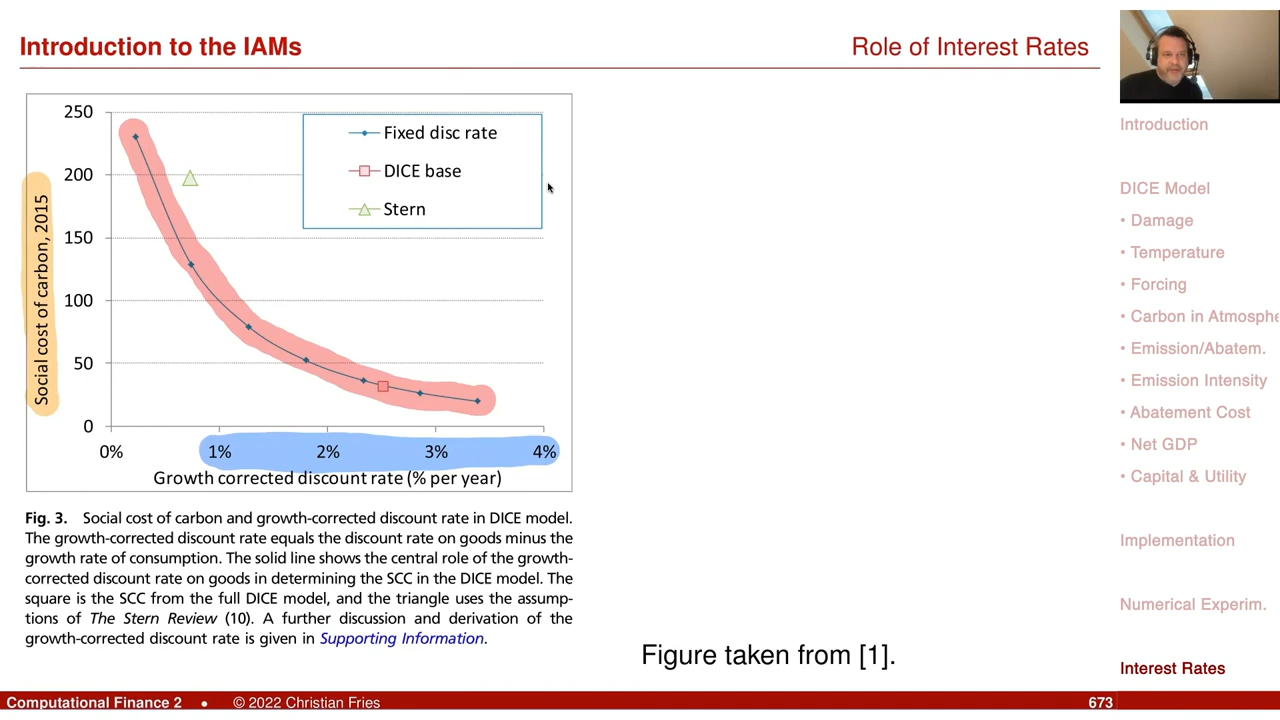 Introduction to the IAMs
Role of Interest Rates
250
200
150
100
50
0
Social cost of carbon, 2015
Fixed disc rate
DICE base
Stern
0% 1% 2% 3% 4%
Growth corrected discount rate (% per year)
Fig. 3. Social cost of carbon and growth-corrected discount rate in DICE model.
The growth-corrected discount rate equals the discount rate on goods minus the
growth rate of consumption. The solid line shows the central role of the growth-
corrected discount rate on goods in determining the SCC in the DICE model. The
square is the SCC from the full DICE model, and the triangle uses the assump-
tions of The Stern Review (10). A further discussion and derivation of the
growth-corrected discount rate is given in Supporting Information.
Figure taken from [1].
Introduction
DICE Model
• Damage
• Temperature
• Forcing
• Carbon in Atmosphe
• Emission/Abatem.
• Emission Intensity
• Abatement Cost
• Net GDP
• Capital & Utility
Implementation
Numerical Experim.
Interest Rates
Computational Finance 2 • © 2022 Christian Fries
673